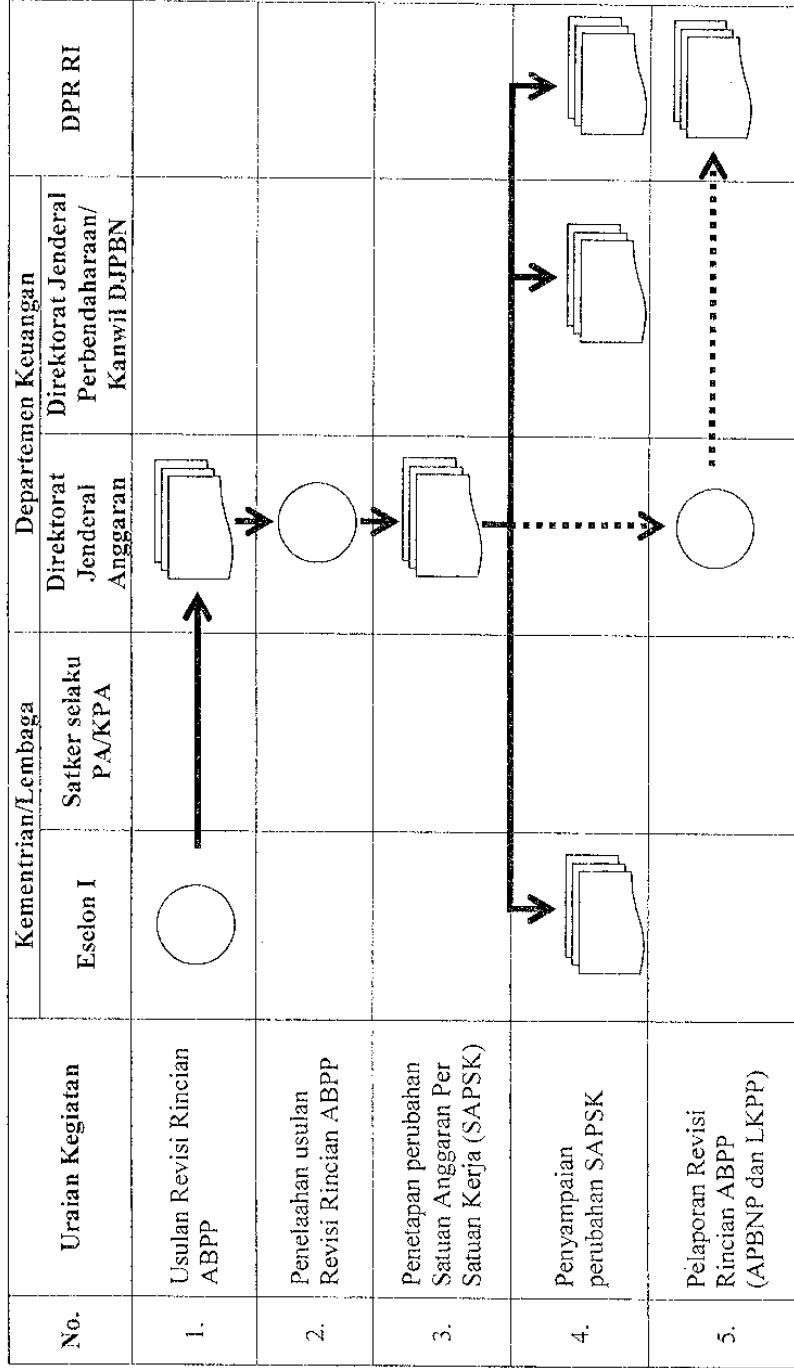 No.
Uraian Kegiatan
Kementrian/Lembaga
Departemen Keuangan
DPR RI
Eselon I
Satker selaku
PA/KPA
Direktorat
Jenderal
Anggaran
Direktorat Jenderal
Perbendaharaan/
Kanwil DJPBN
1.
Usulan Revisi Rincian
ABPP
2.
Penelaahan usulan
Revisi Rincian ABPP
3.
Penetapan perubahan
Satuan Anggaran Per
Satuan Kerja (SAPSK)
4.
Penyampaian
perubahan SAPSK
5.
Pelaporan Revisi
Rincian ABPP
(APBNP dan LKPP)